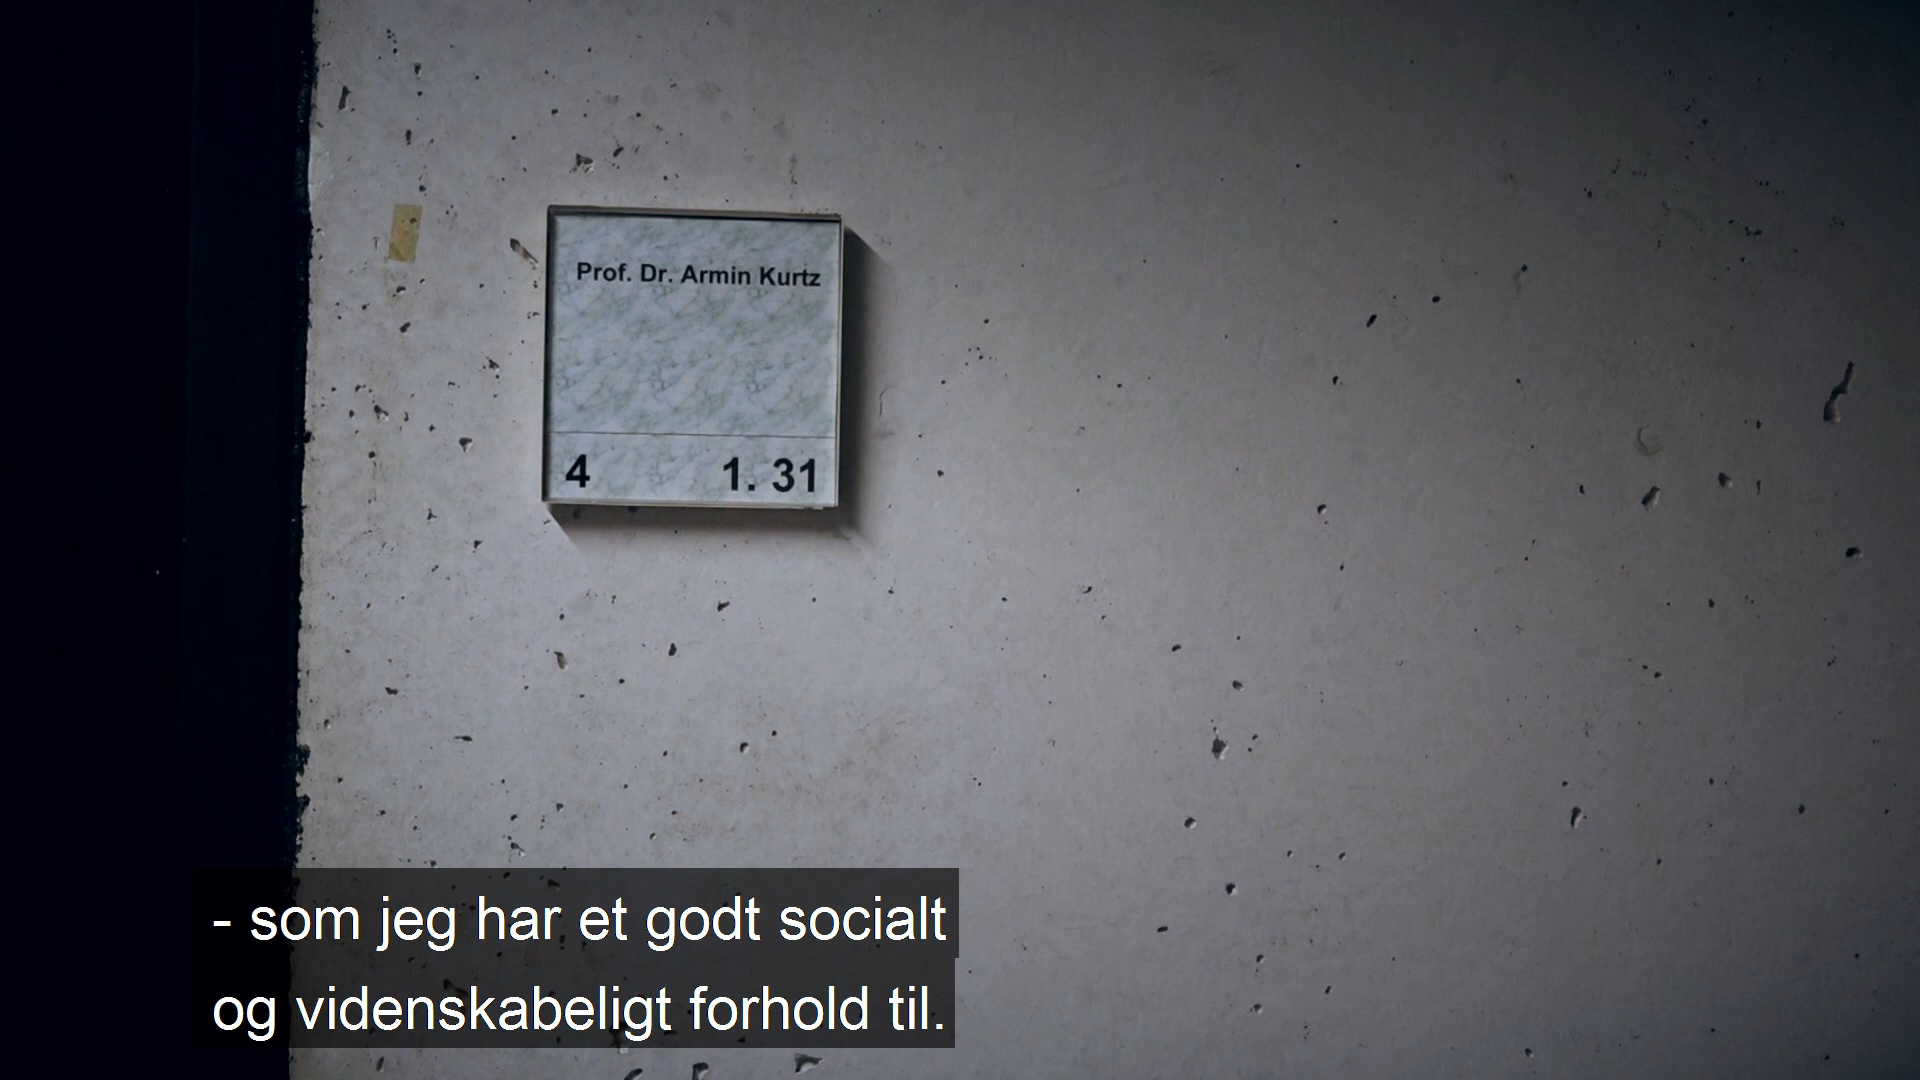 Prof. Dr. Armin Kurtz
4 1. 31
- som jeg har et godt socialt
og videnskabeligt forhold til.